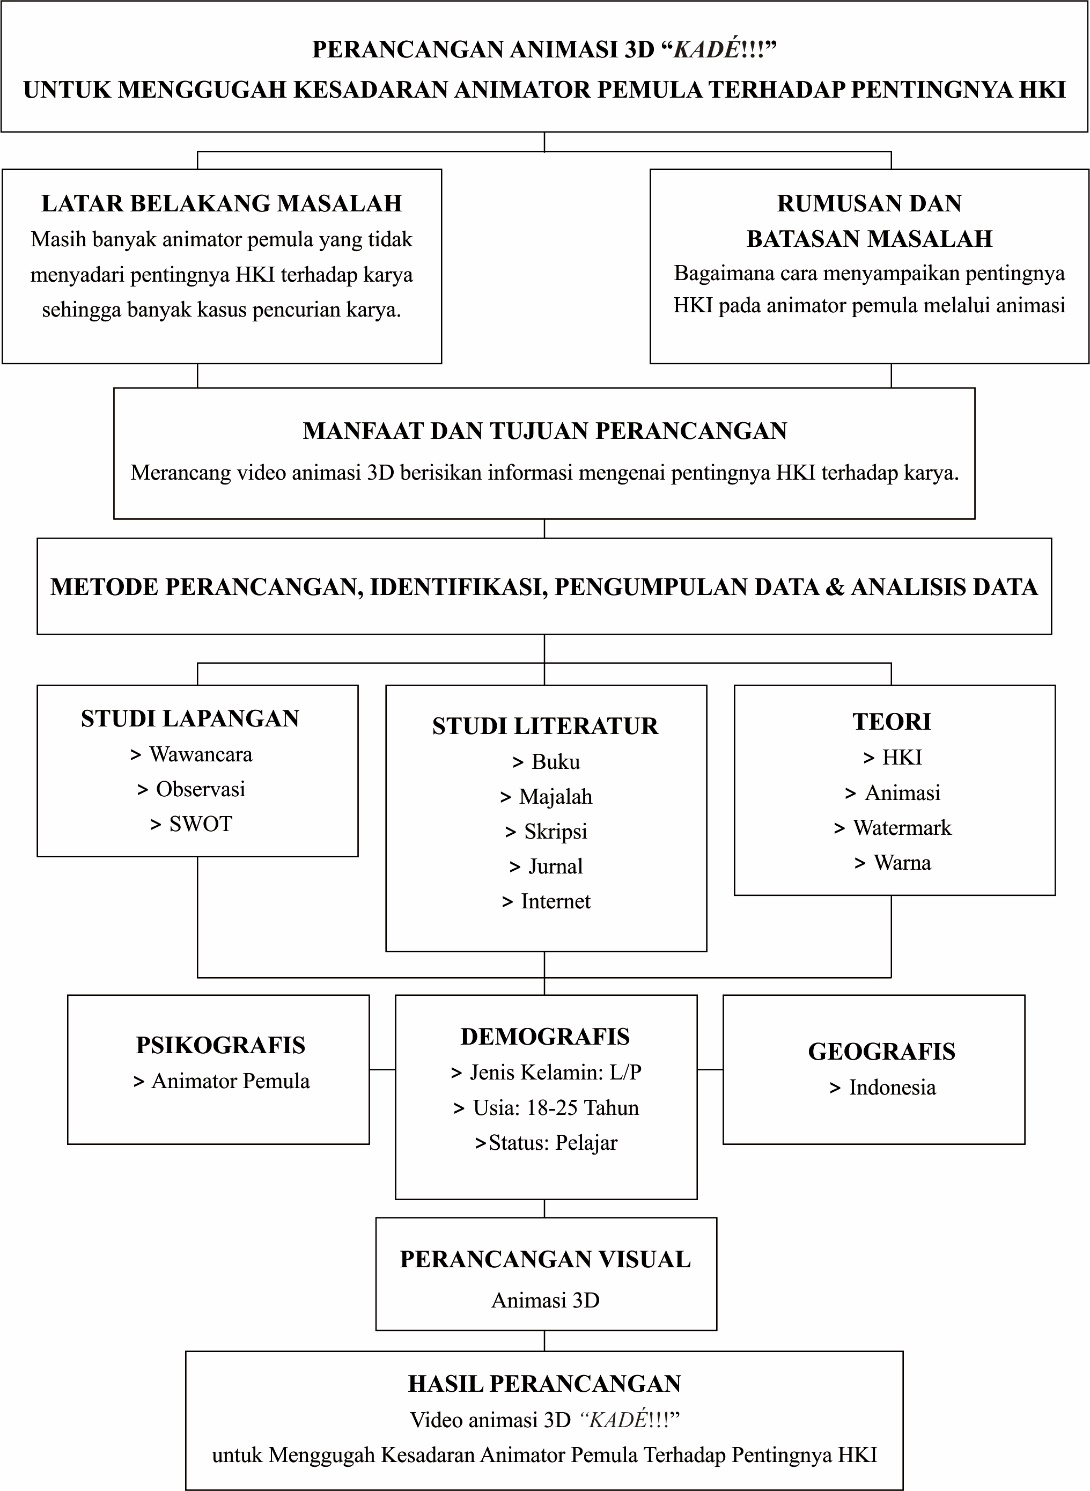 PERANCANGAN ANIMASI 3D “KADÉ!!!”
UNTUK MENGGUGAH KESADARAN ANIMATOR PEMULA TERHADAP PENTINGNYA HKI
LATAR BELAKANG MASALAH
Masih banyak animator pemula yang tidak
menyadari pentingnya HKI terhadap karya
sehingga banyak kasus pencurian karya.
RUMUSAN DAN
BATASAN MASALAH
Bagaimana cara menyampaikan pentingnya
HKI pada animator pemula melalui animasi
MANFAAT DAN TUJUAN PERANCANGAN
Merancang video animasi 3D berisikan informasi mengenai pentingnya HKI terhadap karya.
METODE PERANCANGAN, IDENTIFIKASI, PENGUMPULAN DATA & ANALISIS DATA
STUDI LAPANGAN
> Wawancara
> Observasi
> SWOT
STUDI LITERATUR
> Buku
> Majalah
> Skripsi
> Jurnal
> Internet
TEORI
> HKI
> Animasi
> Watermark
> Warna
PSIKOGRAFIS
> Animator Pemula
DEMOGRAFIS
> Jenis Kelamin: L/P
> Usia: 18-25 Tahun
>Status: Pelajar
GEOGRAFIS
> Indonesia
PERANCANGAN VISUAL
Animasi 3D
HASIL PERANCANGAN
Video animasi 3D “KADÉ!!!”
untuk Menggugah Kesadaran Animator Pemula Terhadap Pentingnya HKI